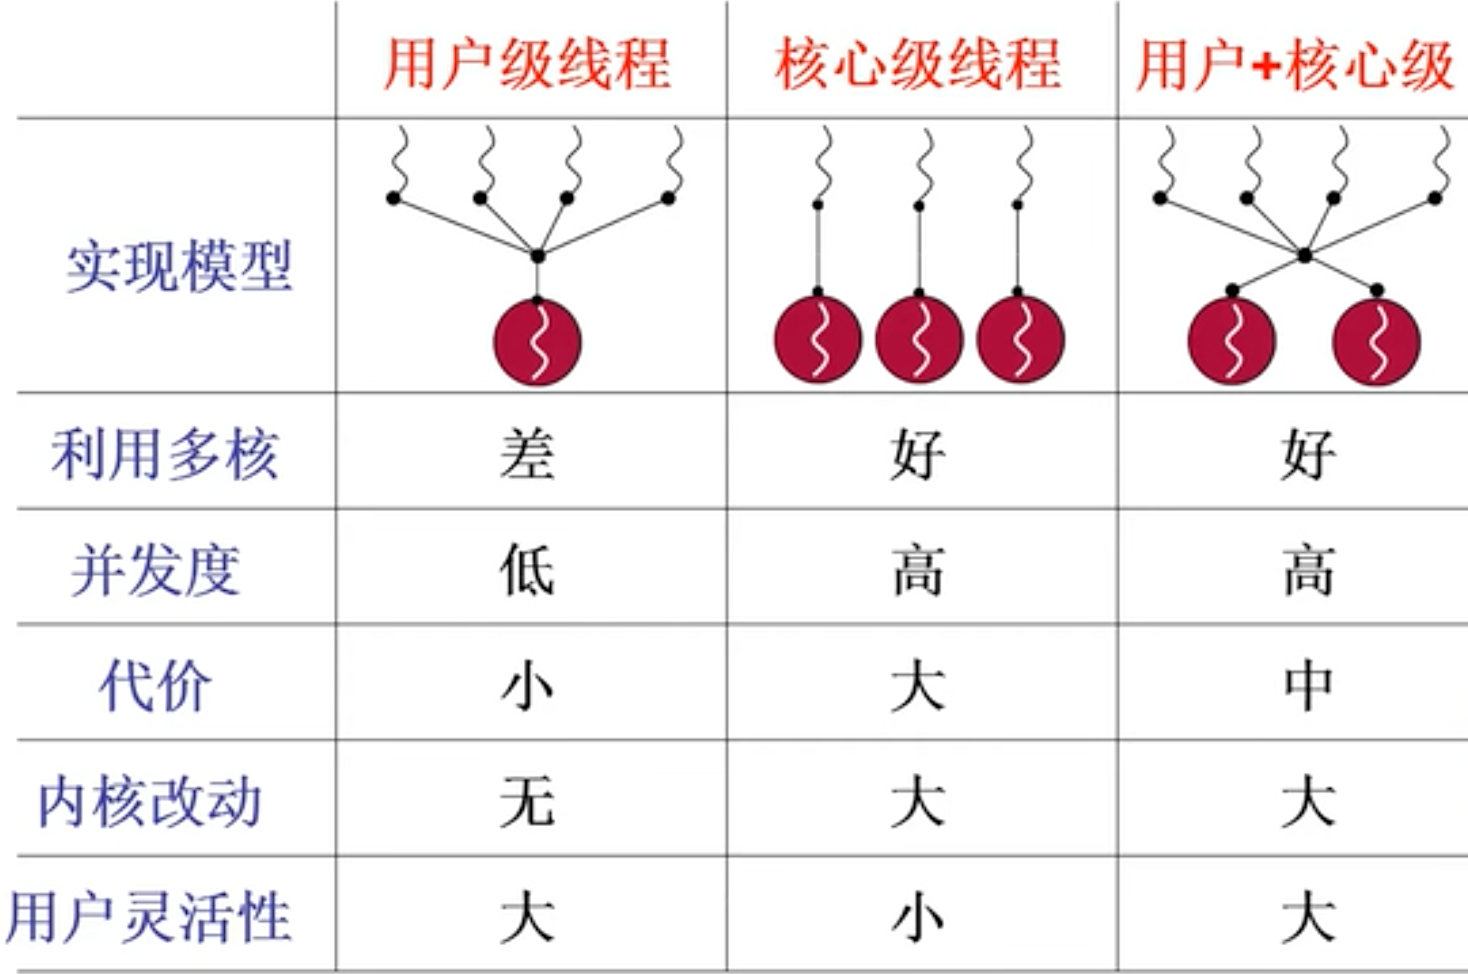 用户级线程 核心级线程 用户+核心级
实现模型
利用多核 差 好 好
并发度 低 高 高
代价 小 大 中
内核改动 无 大 大
用户灵活性 大 小 大